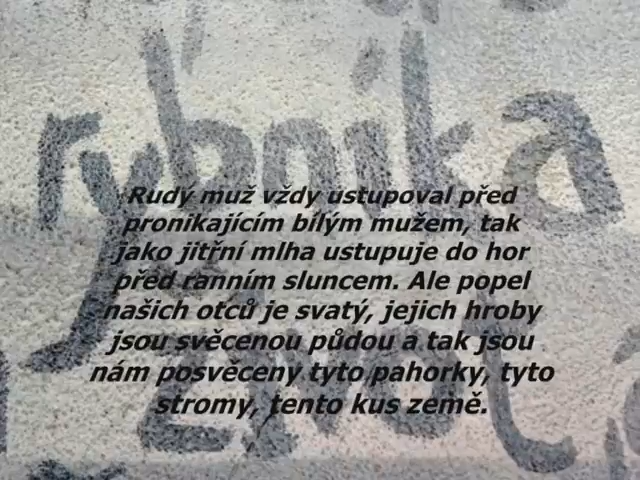 rybníka
Rudý muž vždy ustupoval před
pronikajícím bílým mužem, tak
jako jitřní mlha ustupuje do hor
před ranním sluncem. Ale popel
našich otců je svatý, jejich hroby
jsou svěcenou půdou a tak jsou
nám posvěceny tyto pahorky, tyto
stromy, tento kus země.
život